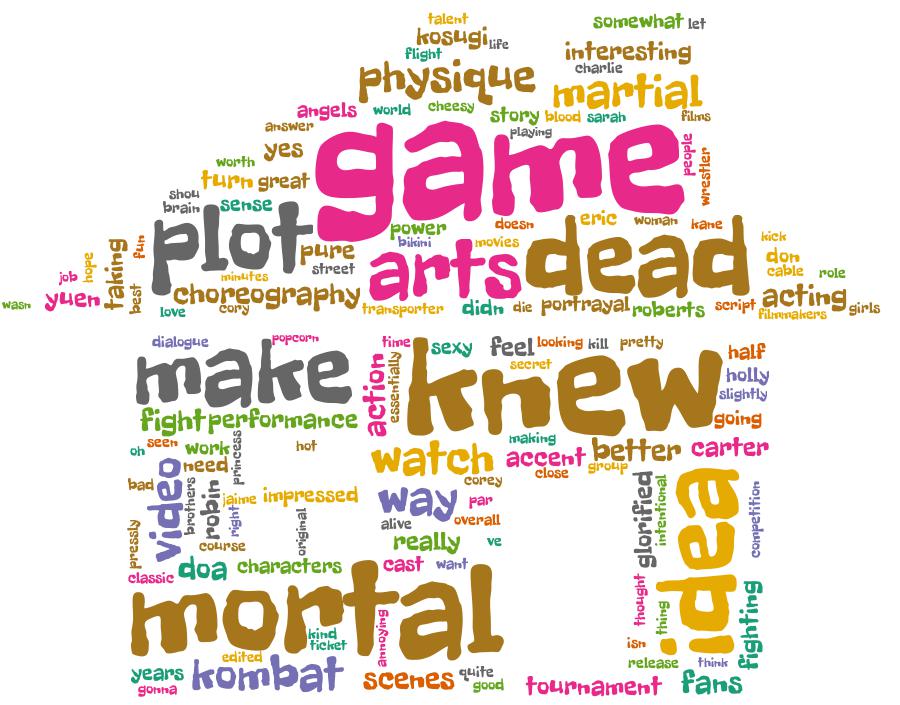 talent
somewhat let
kosugi life
flight interesting
charlie
physique martial
angels world cheesy story blood sarah films
answer playing
game
yes people wrestler
worth
turn great
shou
brain sense
plot pure power doesn eric woman kane
bikini movies dead
street arts
fun taking hope job
kick
don
cable role
minutes
choreography
wasn yuen best love cory transporter didn die portrayal roberts script acting girls
filmmakers
dialogue popcorn time sexy feel looking kill pretty half
make action essentially knew secret holly
slightly
fight performance going
oh seen work princess hot making better carter
watch accent
close group
need corey
bad video brothers robin jaime impressed way par glorified intentional idea competition
right original alive overall
pressly course really ve
classic doa characters cast want
mortal thought thing fighting
kind annoying isn
ticket
edited release think
years kombat scenes quite
gonna good tournament fans